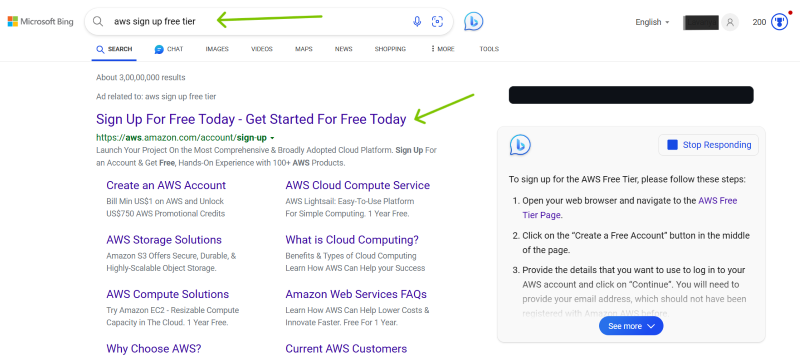 Microsoft Bing
aws sign up free tier
English
200
SEARCH
CHAT
IMAGES
VIDEOS
MAPS
NEWS
SHOPPING
MORE
TOOLS
About 3,00,00,000 results
Ad related to: aws sign up free tier
Sign Up For Free Today - Get Started For Free Today
https://aws.amazon.com/account/sign-up
Launch Your Project On the Most Comprehensive & Broadly Adopted Cloud Platform. Sign Up For
an Account & Get Free, Hands-On Experience with 100+ AWS Products.
Create an AWS Account
Bill Min US$1 on AWS and Unlock
US$750 AWS Promotional Credits
AWS Cloud Compute Service
AWS Lightsail: Easy-To-Use Platform
For Simple Computing. 1 Year Free.
AWS Storage Solutions
Amazon S3 Offers Secure, Durable, &
Highly-Scalable Object Storage.
What is Cloud Computing?
Benefits & Types of Cloud Computing
Learn How AWS Can Help your Success
AWS Compute Solutions
Try Amazon EC2 - Resizable Compute
Capacity in The Cloud. 1 Year Free.
Amazon Web Services FAQs
Learn How AWS Can Help Lower Costs &
Innovate Faster. Free For 1 Year.
Why Choose AWS?
Current AWS Customers
Stop Responding
To sign up for the AWS Free Tier, please follow these steps:
1. Open your web browser and navigate to the AWS Free
Tier Page.
2. Click on the “Create a Free Account” button in the middle
of the page.
3. Provide the details that you want to use to log in to your
AWS account and click on “Continue”. You will need to
provide your email address, which should not have been
registered with Amazon AWS before.
See more